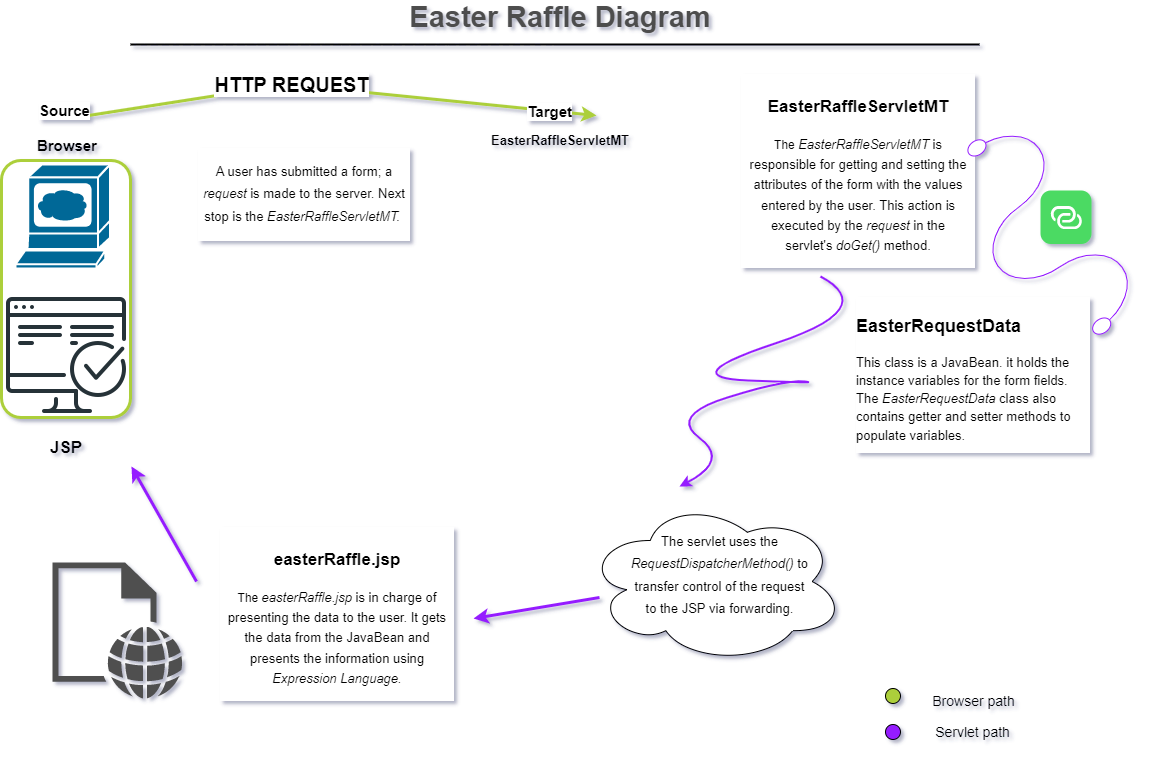 Easter Raffle Diagram
HTTP REQUEST
Source
Target
Browser
EasterRaffleServletMT
A user has submitted a form; a
request is made to the server. Next
stop is the EasterRaffleServletMT.
EasterRaffleServletMT
The EasterRaffleServletMT is
responsible for getting and setting the
attributes of the form with the values
entered by the user. This action is
executed by the request in the
servlet's doGet() method.
EasterRequestData
This class is a JavaBean. it holds the
instance variables for the form fields.
The EasterRequestData class also
contains getter and setter methods to
populate variables.
JSP
The servlet uses the
RequestDispatcherMethod() to
transfer control of the request
to the JSP via forwarding.
easterRaffle.jsp
The easterRaffle.jsp is in charge of
presenting the data to the user. It gets
the data from the JavaBean and
presents the information using
Expression Language.
Browser path
Servlet path